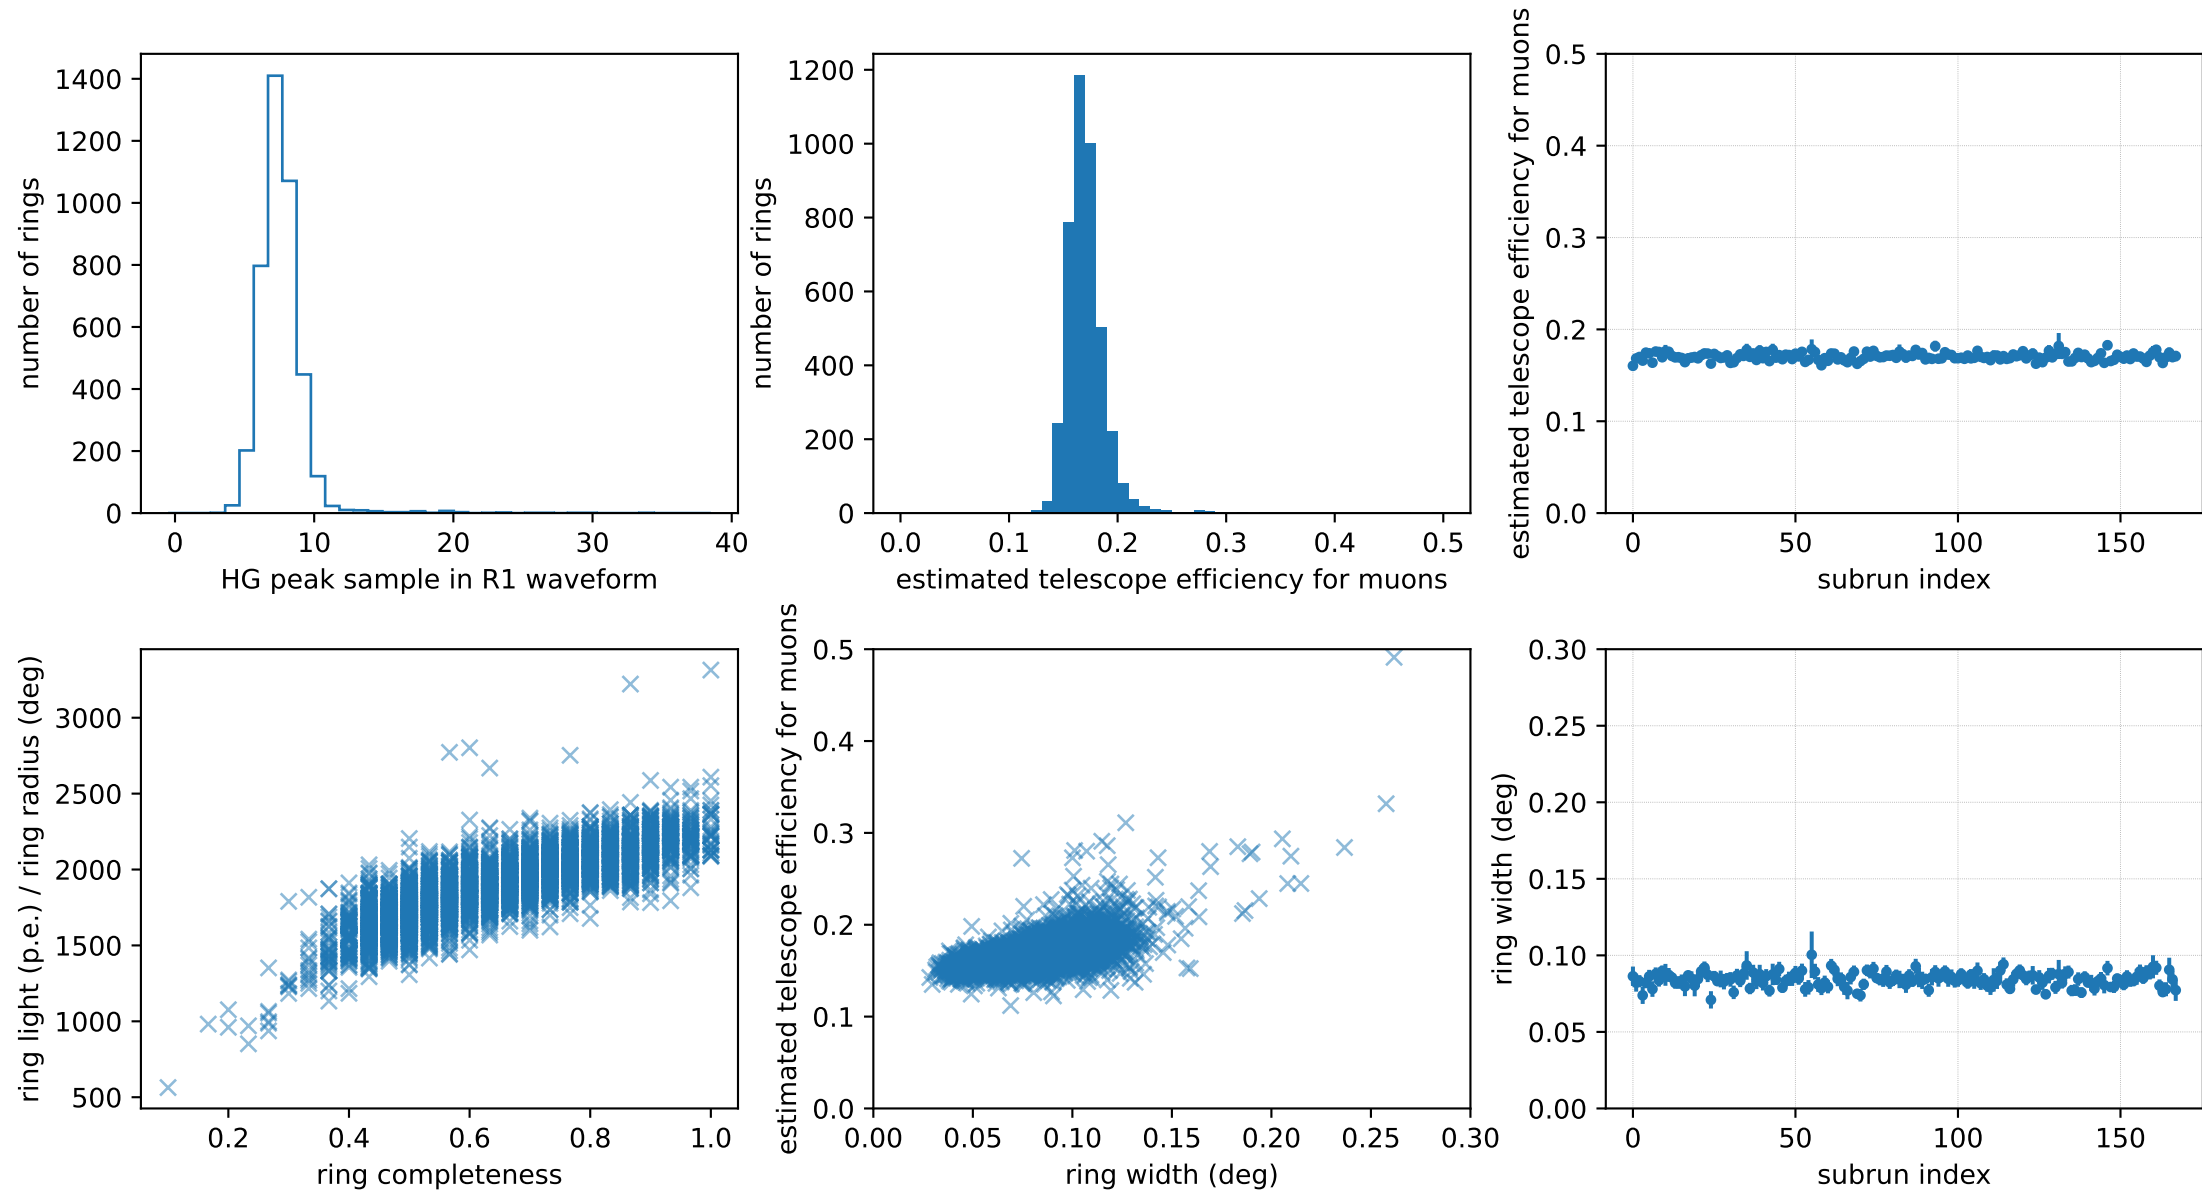 number of rings
1400
1200
1000
800
600
400
200
0
0 10 20 30 40
HG peak sample in R1 waveform
number of rings
1200
1000
800
600
400
200
0
0.0 0.1 0.2 0.3 0.4 0.5
estimated telescope efficiency for muons
estimated telescope efficiency for muons
0.5
0.4
0.3
0.2
0.1
0.0
0 50 100 150
subrun index
ring light (p.e.) / ring radius (deg)
3000
2500
2000
1500
1000
500
0.2 0.4 0.6 0.8 1.0
ring completeness
estimated telescope efficiency for muons
0.5
0.4
0.3
0.2
0.1
0.0
0.00 0.05 0.10 0.15 0.20 0.25 0.30
ring width (deg)
ring width (deg)
0.30
0.25
0.20
0.15
0.10
0.05
0.00
0 50 100 150
subrun index